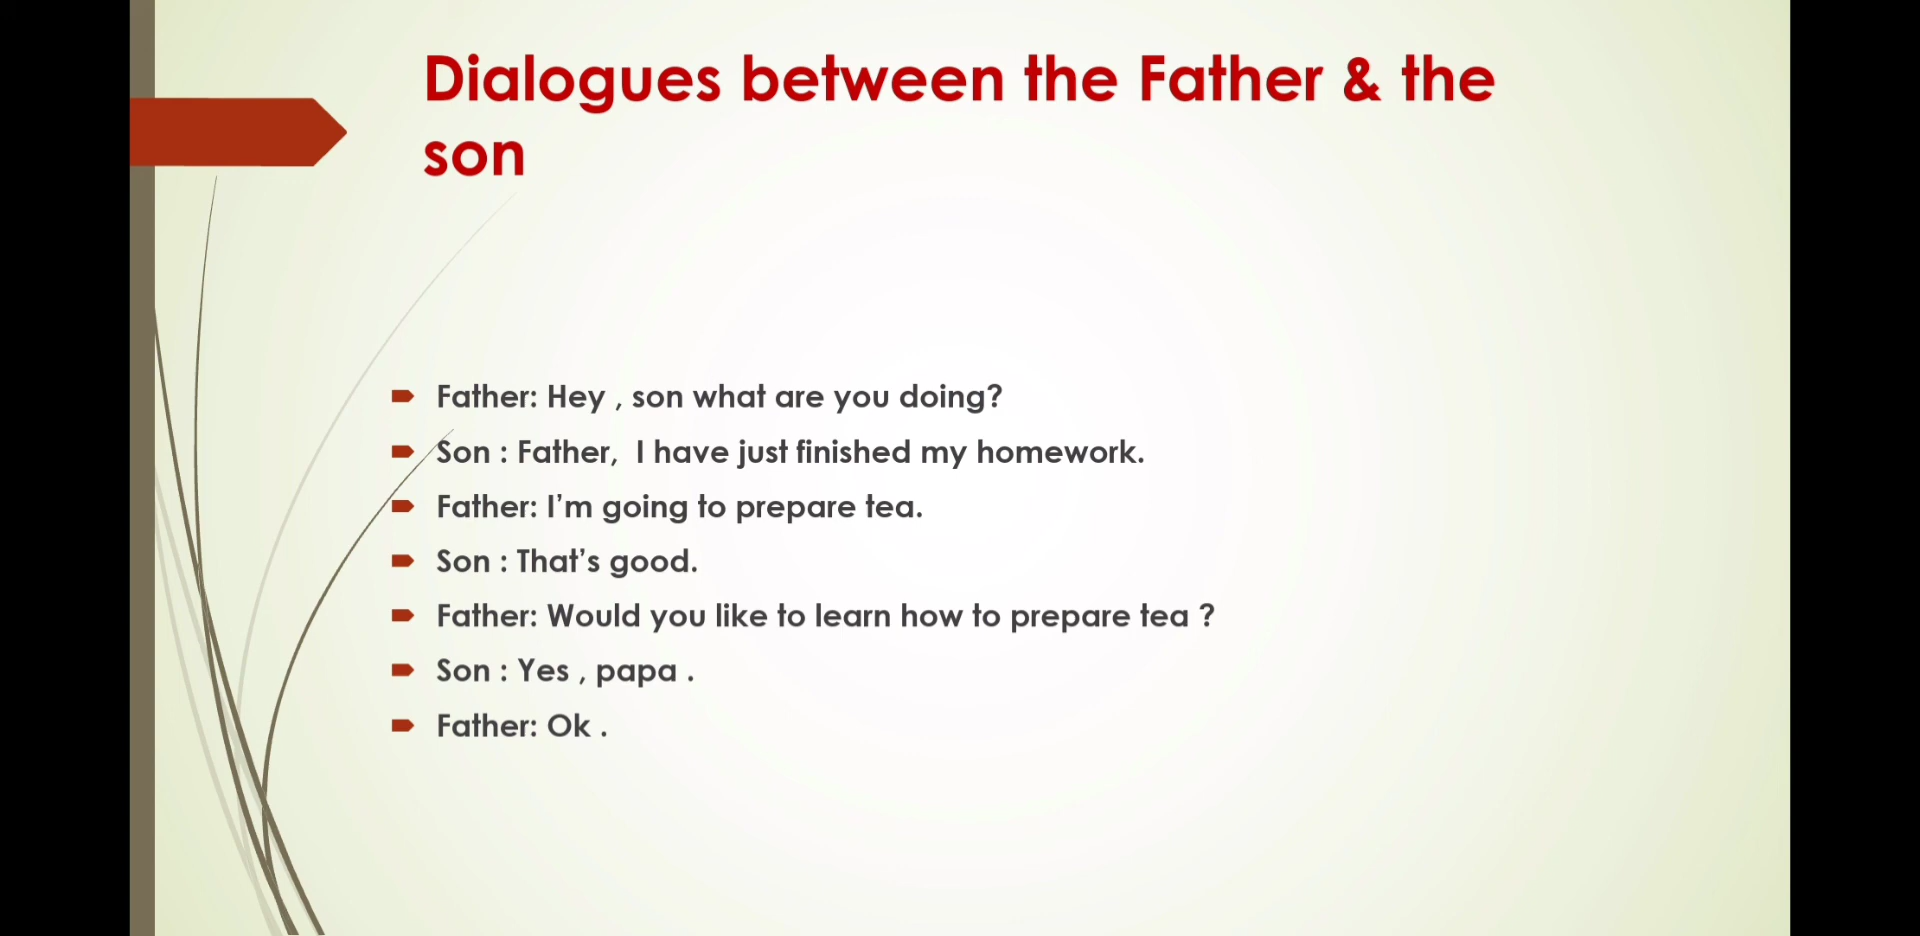 Dialogues between the Father & the
son
Father: Hey , son what are you doing?
Son : Father,  I have just finished my homework.
Father: I’m going to prepare tea.
Son : That’s good.
Father: Would you like to learn how to prepare tea ?
Son : Yes , papa .
Father: Ok .